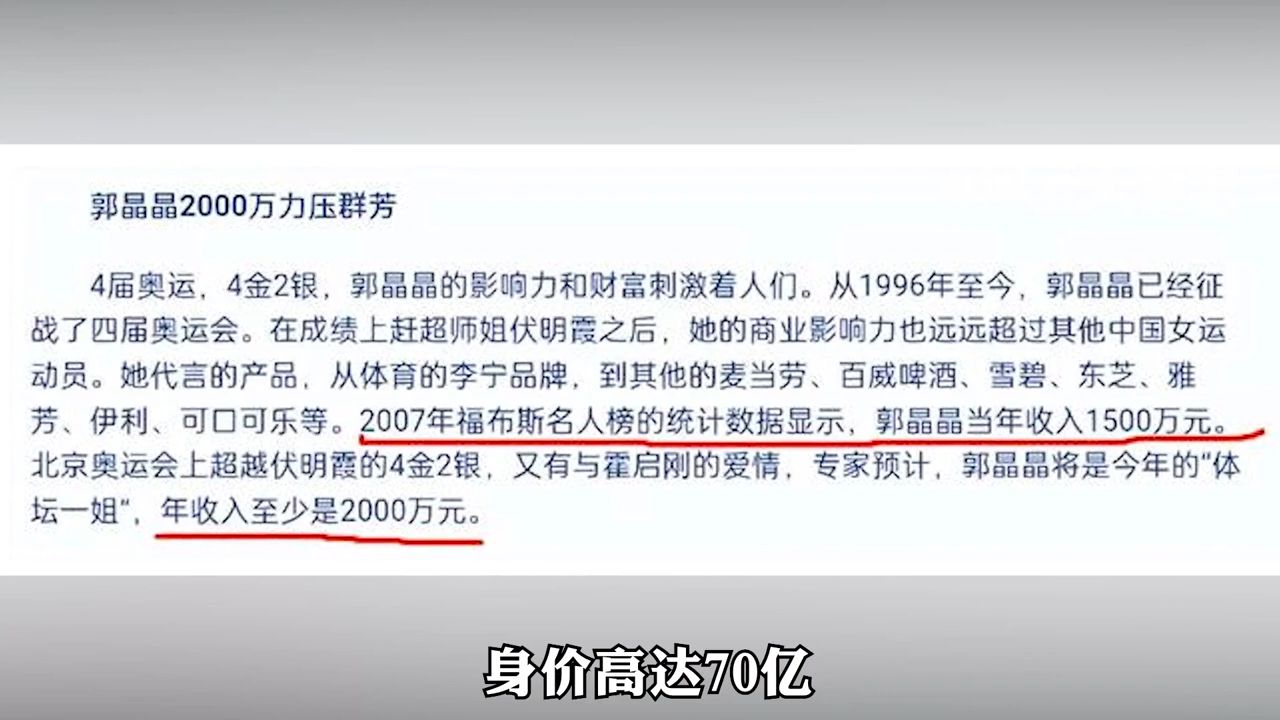 郭晶晶2000万力压群芳
4届奥运，4金2银，郭晶晶的影响力和财富刺激着人们。从1996年至今，郭晶晶已经征
战了四届奥运会。在成绩上赶超师姐伏明霞之后，她的商业影响力也远远超过其他中国女运
动员。她代言的产品，从体育的李宁品牌，到其他的麦当劳、百威啤酒、雪碧、东芝、雅
芳、伊利、可口可乐等。2007年福布斯名人榜的统计数据显示，郭晶晶当年收入1500万元。
北京奥运会上超越伏明霞的4金2银，又有与霍启刚的爱情，专家预计，郭晶晶将是今年的“体
坛一姐”，年收入至少是2000万元。
身价高达70亿